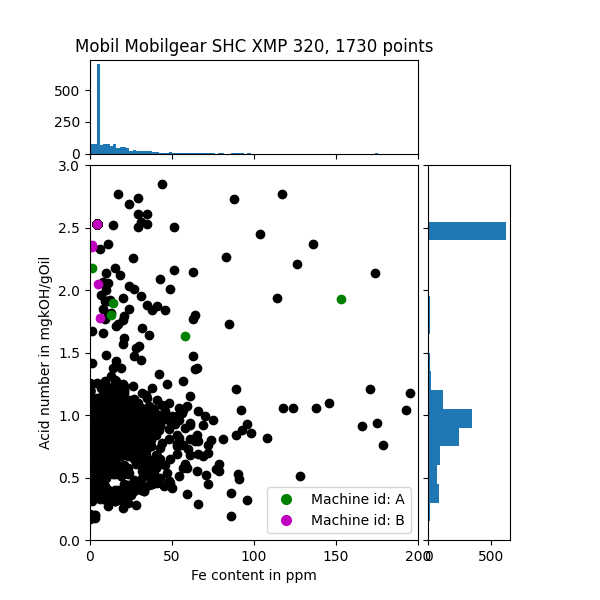 Mobil Mobilgear SHC XMP 320, 1730 points
500
250
0
3.0
2.5
2.0
1.5
1.0
0.5
0.0
Acid number in mgkOH/gOil
Machine id: A
Machine id: B
0 50 100 150 200 0 500
Fe content in ppm